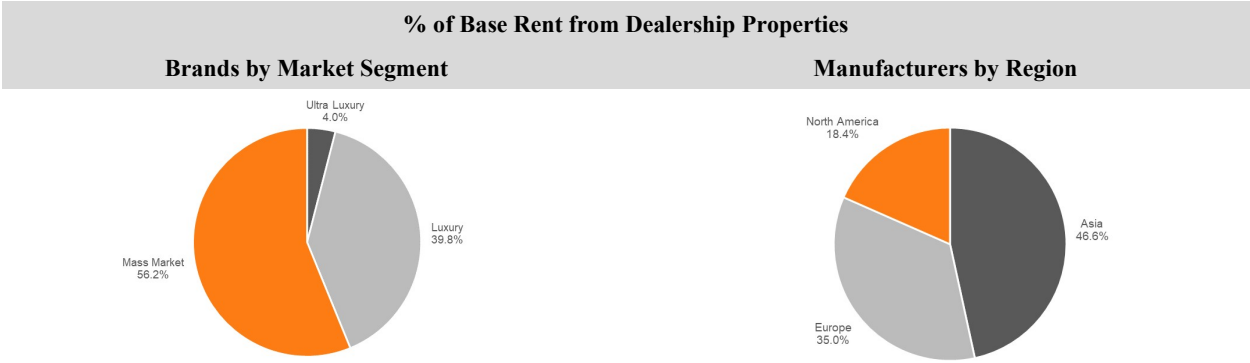 % of Base Rent from Dealership Properties
Brands by Market Segment
Manufacturers by Region
Ultra Luxury
4.0%
Luxury
39.8%
Mass Market
56.2%
North America
18.4%
Asia
46.6%
Europe
35.0%